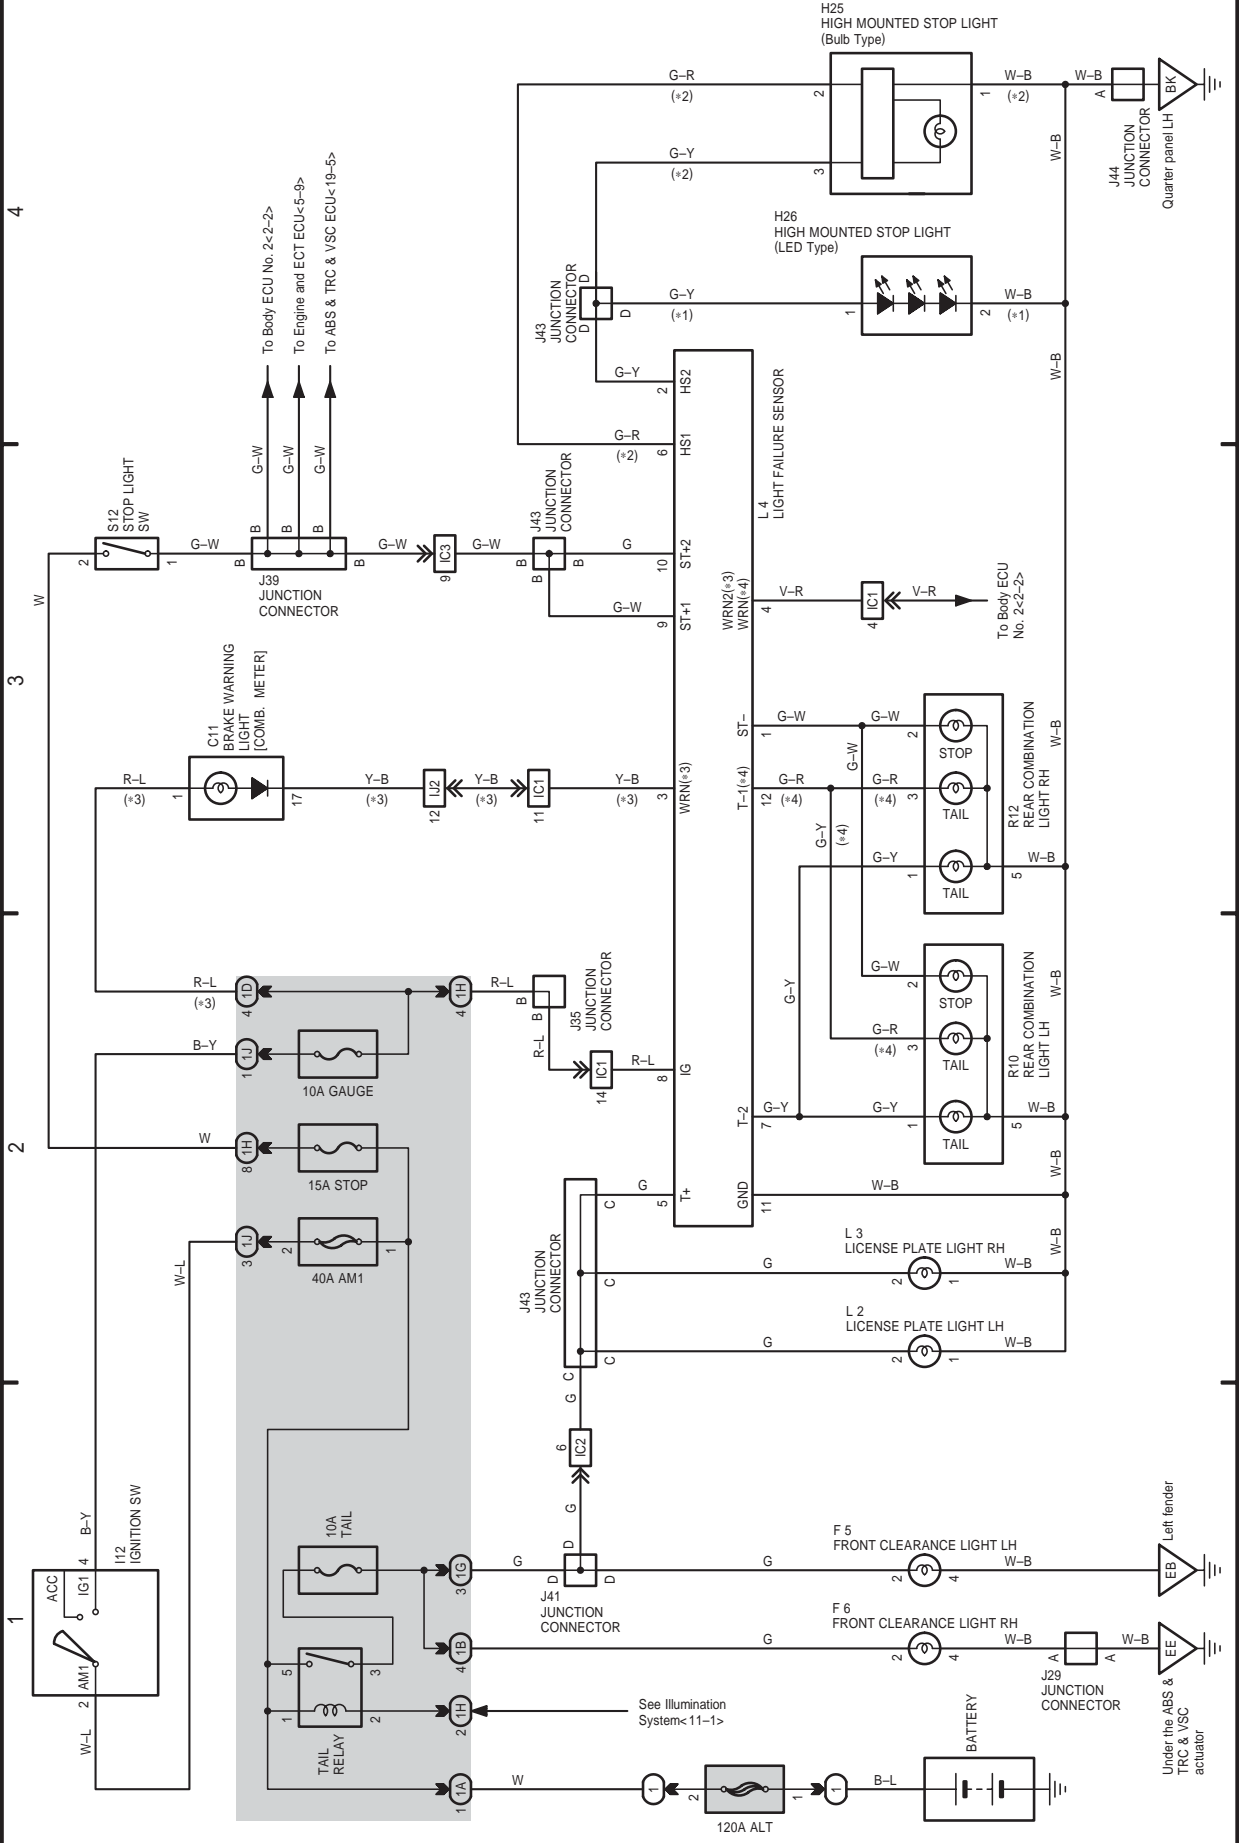 H25
HIGH MOUNTED STOP LIGHT
(Bulb Type)
G–R
(*2)
2
1
W–B
(*2)
W–B
A
BK
J44
JUNCTION
CONNECTOR
Quarter panel LH
G–Y
(*2)
3
W–B
4
To Body ECU No. 2<2–2>
To Engine and ECT ECU<5–9>
To ABS & TRC & VSC ECU<19–5>
H26
HIGH MOUNTED STOP LIGHT
(LED Type)
J43
JUNCTION
CONNECTOR
D
D
D
G–Y
(*1)
1
2
W–B
(*1)
W–B
G–Y
2
HS2
G–R
(*2)
6
HS1
L 4
LIGHT FAILURE SENSOR
S12
STOP LIGHT
SW
2
1
G–W
G–W
G–W
G–W
B
B
B
B
B
J39
JUNCTION
CONNECTOR
G–W
9
IC3
G–W
J43
JUNCTION
CONNECTOR
B
B
B
G
10
ST+2
G–W
9
ST+1
W
WRN2(*3)
WRN(*4)
4
V–R
4
IC1
V–R
To Body ECU
No. 2<2–2>
3
C11
BRAKE WARNING
LIGHT
[COMB. METER]
R–L
(*3)
1
17
Y–B
(*3)
12
IJ2
Y–B
(*3)
11
IC1
Y–B
(*3)
3
WRN(*3)
ST–
1
G–W
G–W
G–W
2
STOP
T–1(*4)
12
G–R
(*4)
G–R
(*4)
3
TAIL
G–Y
(*4)
G–Y
1
TAIL
R12
REAR COMBINATION
LIGHT RH
5
W–B
W–B
R–L
(*3)
4
1D
4
1H
R–L
B
B
J35
JUNCTION
CONNECTOR
R–L
14
IC1
R–L
8
IG
B–Y
1
1J
10A GAUGE
G–W
2
STOP
G–R
(*4)
3
TAIL
G–Y
T–2
7
G–Y
G–Y
1
TAIL
R10
REAR COMBINATION
LIGHT LH
5
W–B
W–B
2
W
8
1H
15A STOP
W–L
3
1J
2
1
40A AM1
G
5
T+
C
GND
11
W–B
W–B
W–B
J43
JUNCTION
CONNECTOR
C
C
C
L 3
LICENSE PLATE LIGHT RH
G
2
1
W–B
L 2
LICENSE PLATE LIGHT LH
G
2
1
W–B
G
6
IC2
G
1
I12
IGNITION SW
B–Y
4
IG1
ACC
AM1
2
W–L
10A
TAIL
3
1G
G
D
D
D
J41
JUNCTION
CONNECTOR
G
F 5
FRONT CLEARANCE LIGHT LH
2
4
W–B
EB
Left fender
5
3
1
2
TAIL
RELAY
4
1B
G
F 6
FRONT CLEARANCE LIGHT RH
2
4
W–B
A
A
J29
JUNCTION
CONNECTOR
W–B
EE
Under the ABS &
TRC & VSC
actuator
2
1H
See Illumination
System<11–1>
1
1A
W
1
2
1
120A ALT
1
B–L
BATTERY